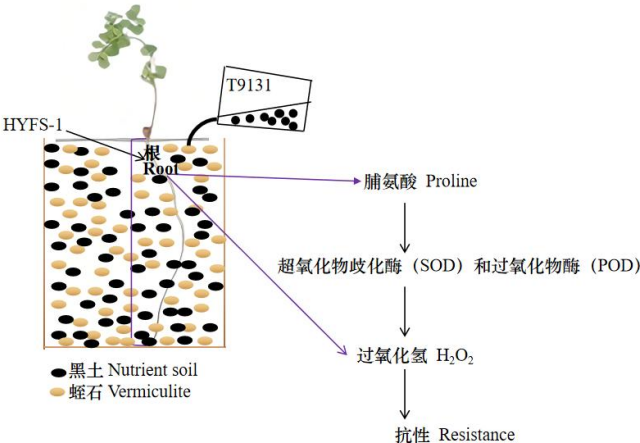 T9131
HYFS-1
根
Root
脯氨酸 Proline
超氧化物歧化酶（SOD）和过氧化物酶（POD）
过氧化氢 H₂O₂
黑土 Nutrient soil
蛭石 Vermiculite
抗性 Resistance